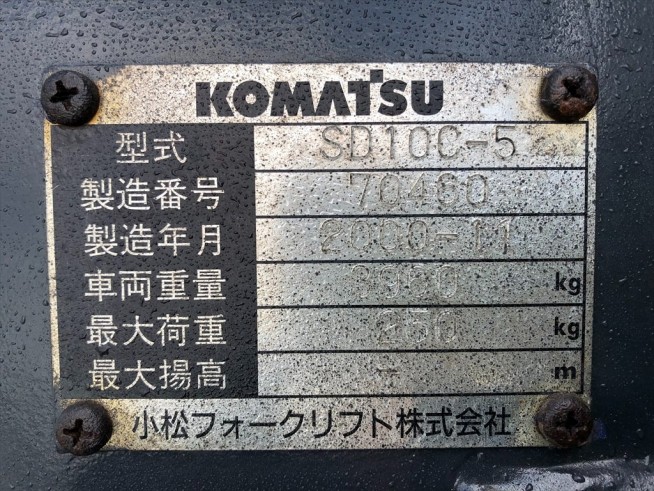 KOMATSU
型式 SD10C-5
製造番号 70460
製造年月 2000-11
車両重量 kg
最大荷重 kg
最大揚高 - m
小松フォークリフト株式会社